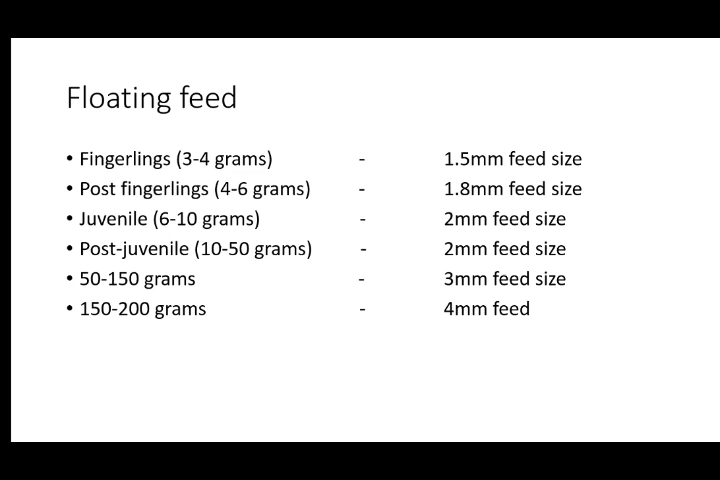 Floating feed
• Fingerlings (3-4 grams) - 1.5mm feed size
• Post fingerlings (4-6 grams) - 1.8mm feed size
• Juvenile (6-10 grams) - 2mm feed size
• Post-juvenile (10-50 grams) - 2mm feed size
• 50-150 grams - 3mm feed size
• 150-200 grams - 4mm feed